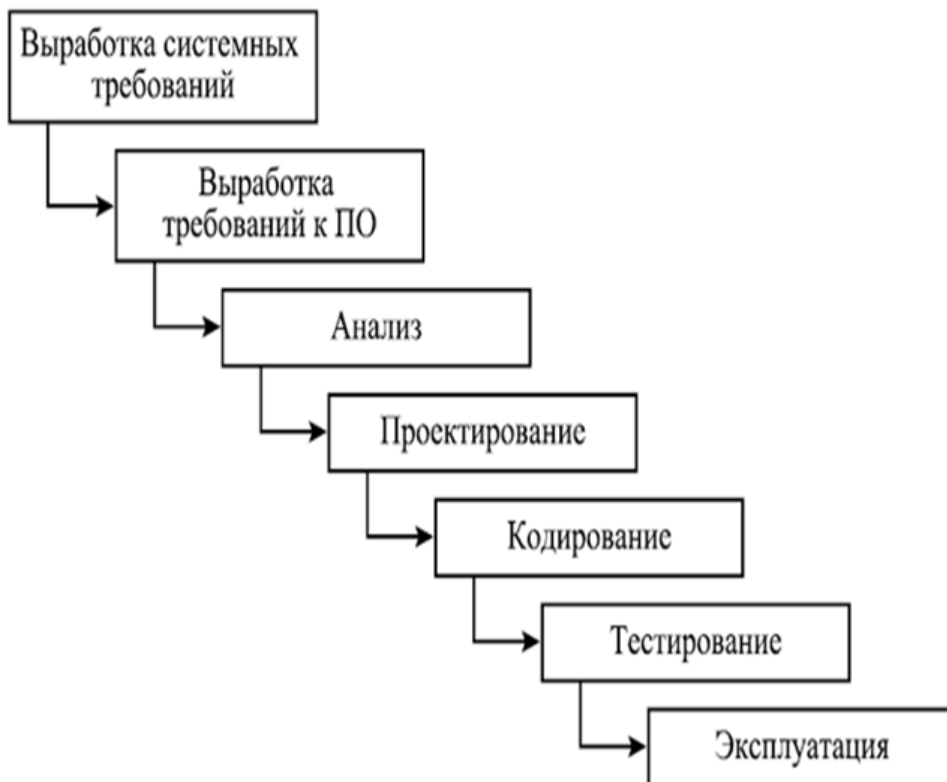 Выработка системных
требований
Выработка
требований к ПО
Анализ
Проектирование
Кодирование
Тестирование
Эксплуатация